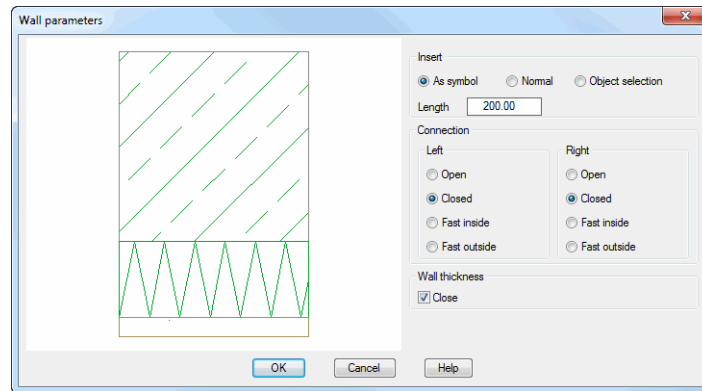 Wall parameters
Insert
As symbol Normal Object selection
Length 200.00
Connection
Left Right
Open Open
Closed Closed
Fast inside Fast inside
Fast outside Fast outside
Wall thickness
Close
OK Cancel Help